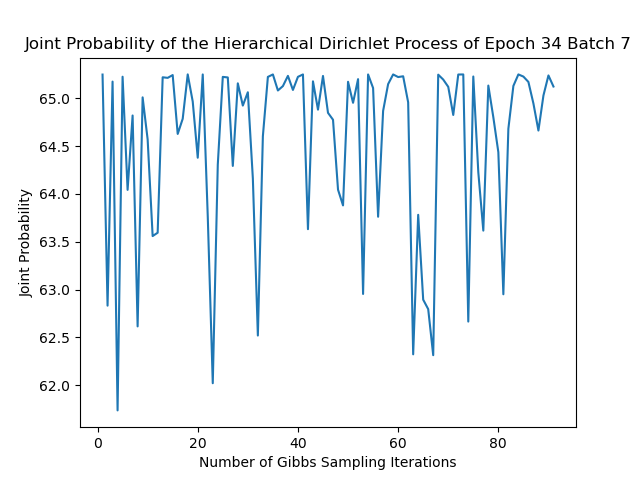 Joint Probability of the Hierarchical Dirichlet Process of Epoch 34 Batch 7
Joint Probability
65.0
64.5
64.0
63.5
63.0
62.5
62.0
0 20 40 60 80
Number of Gibbs Sampling Iterations